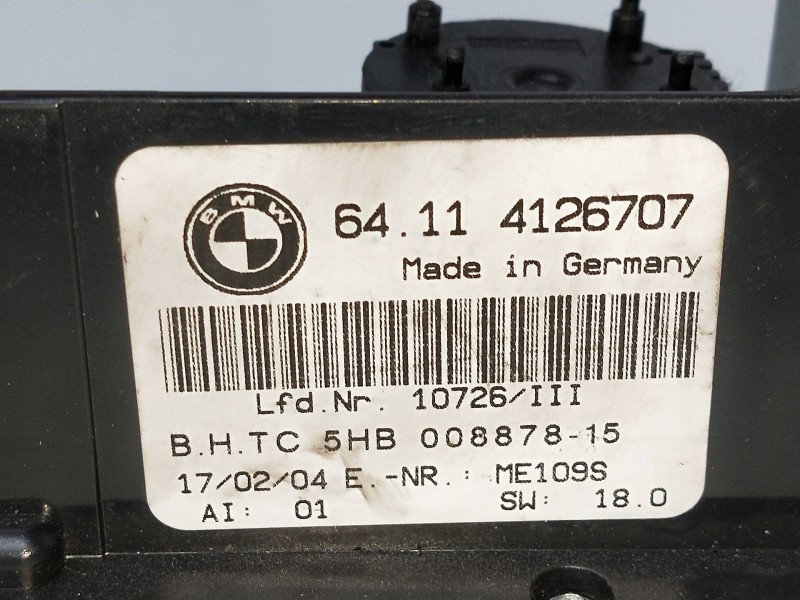 BMW
64.11 4126707
Made in Germany
Lfd.Nr. 10726/III
B.H.TC 5HB 008878-15
17/02/04 E.-NR.: ME109S
AI: 01 SW: 18.0